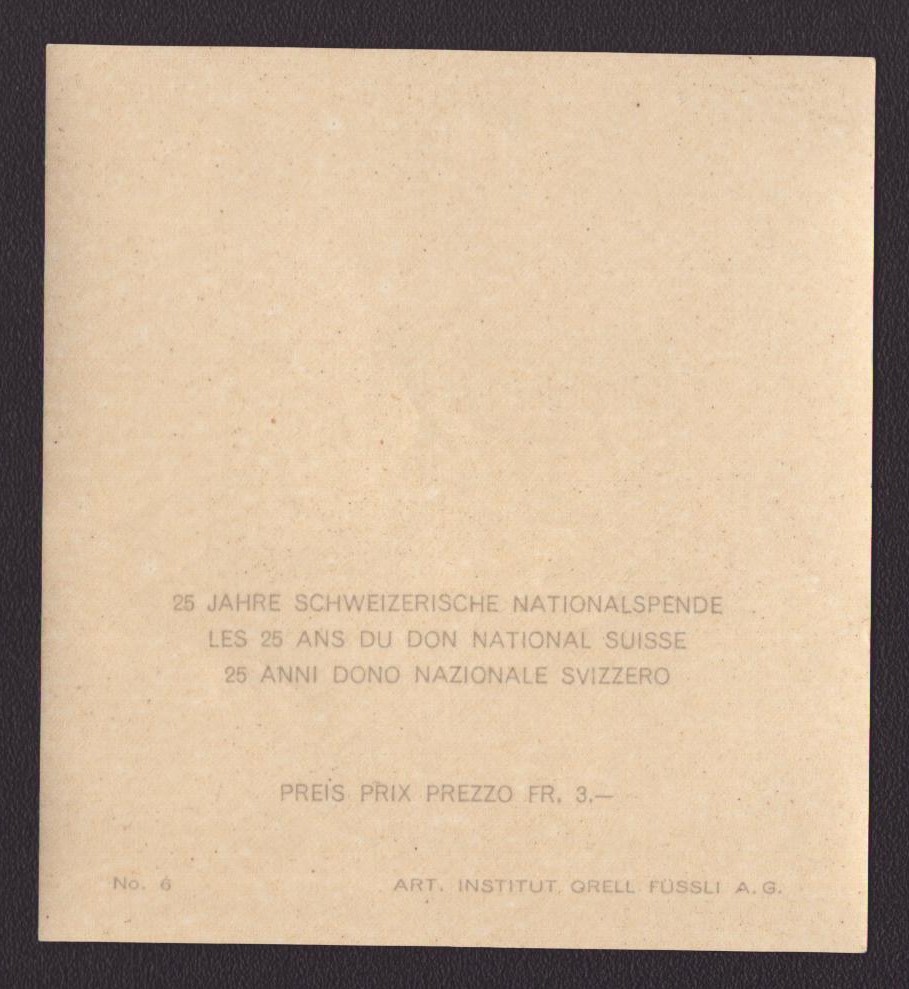 25 JAHRE SCHWEIZERISCHE NATIONALSPENDE
LES 25 ANS DU DON NATIONAL SUISSE
25 ANNI DONO NAZIONALE SVIZZERO
PREIS PRIX PREZZO FR. 3.—
No. 6 ART. INSTITUT ORELL FÜSSLI A.G.